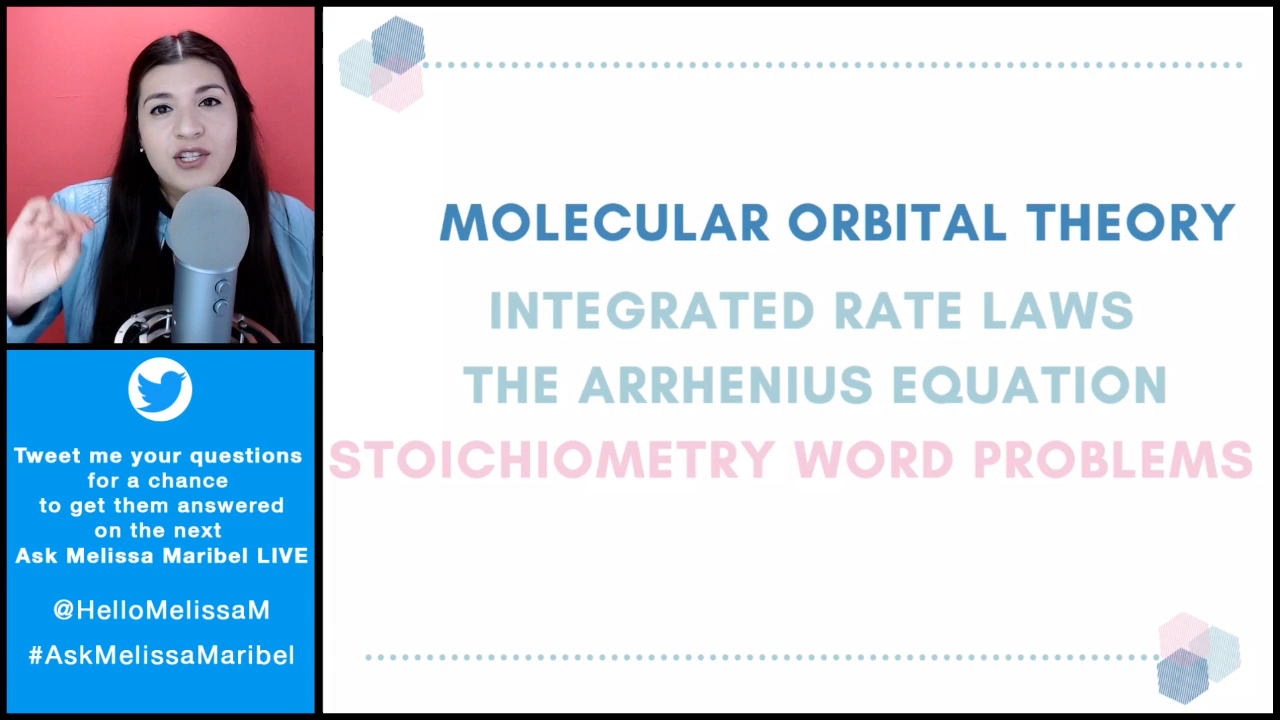 MOLECULAR ORBITAL THEORY
INTEGRATED RATE LAWS
THE ARRHENIUS EQUATION
STOICHIOMETRY WORD PROBLEMS
Tweet me your questions
for a chance
to get them answered
on the next
Ask Melissa Maribel LIVE
@HelloMelissaM
#AskMelissaMaribel